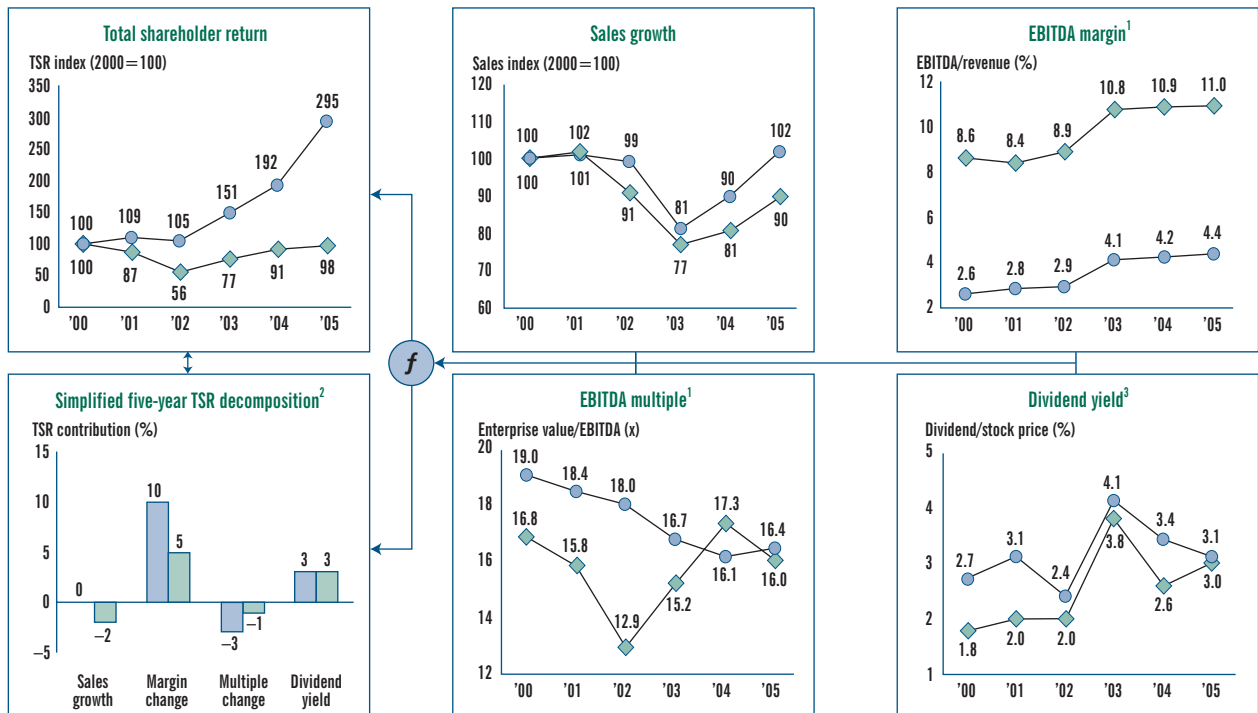 Total shareholder return
TSR index (2000=100)
350
300
250
200
150
100
50
0
100
100
109
87
105
56
151
77
192
91
295
98
'00 '01 '02 '03 '04 '05
Sales growth
Sales index (2000=100)
120
110
100
90
80
70
60
100
100
102
101
99
91
81
77
90
81
102
90
'00 '01 '02 '03 '04 '05
EBITDA margin1
EBITDA/revenue (%)
12
10
8
6
4
2
8.6 8.4 8.9 10.8 10.9 11.0
2.6 2.8 2.9 4.1 4.2 4.4
'00 '01 '02 '03 '04 '05
f
Simplified five-year TSR decomposition2
TSR contribution (%)
15
10
5
0
–5
0
–2
10
5
–3
–1
3 3
Sales growth
Margin change
Multiple change
Dividend yield
EBITDA multiple1
Enterprise value/EBITDA (x)
20
18
16
14
12
19.0 18.4 18.0 16.7 16.1 16.4
16.8 15.8 12.9 15.2 17.3 16.0
'00 '01 '02 '03 '04 '05
Dividend yield3
Dividend/stock price (%)
5
4
3
2
1
2.7 3.1 2.4 4.1 3.4 3.1
1.8 2.0 2.0 3.8 2.6 3.0
'00 '01 '02 '03 '04 '05